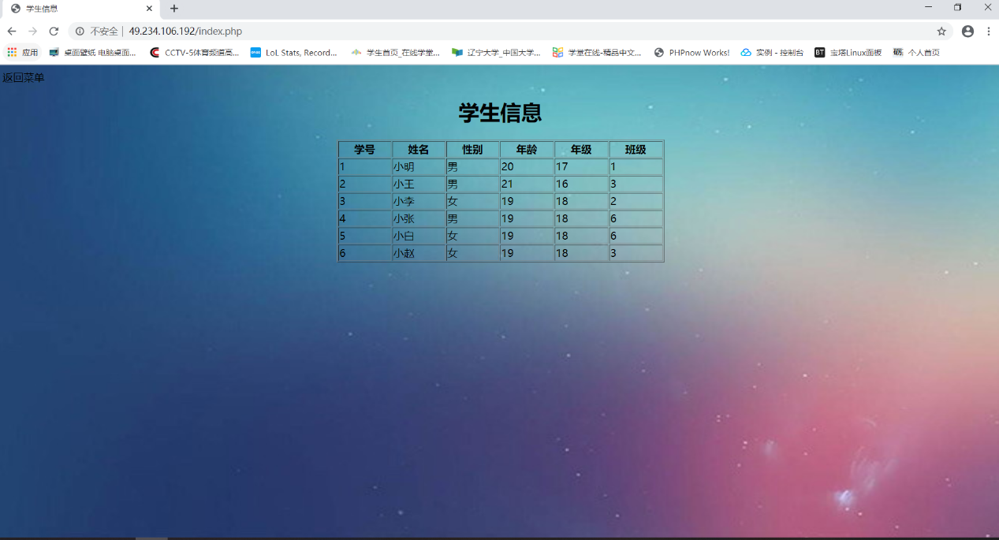 学生信息
不安全 | 49.234.106.192/index.php
应用 桌面壁纸 电脑桌面... CCTV-5体育频道高... LoL Stats, Record... 学生首页_在线学堂... 辽宁大学_中国大学... 学堂在线-精品中文... PHPnow Works! 实例 - 控制台 BT 宝塔Linux面板 个人首页
返回菜单
学生信息
学号 姓名 性别 年龄 年级 班级
1 小明 男 20 17 1
2 小王 男 21 16 3
3 小李 女 19 18 2
4 小张 男 19 18 6
5 小白 女 19 18 6
6 小赵 女 19 18 3